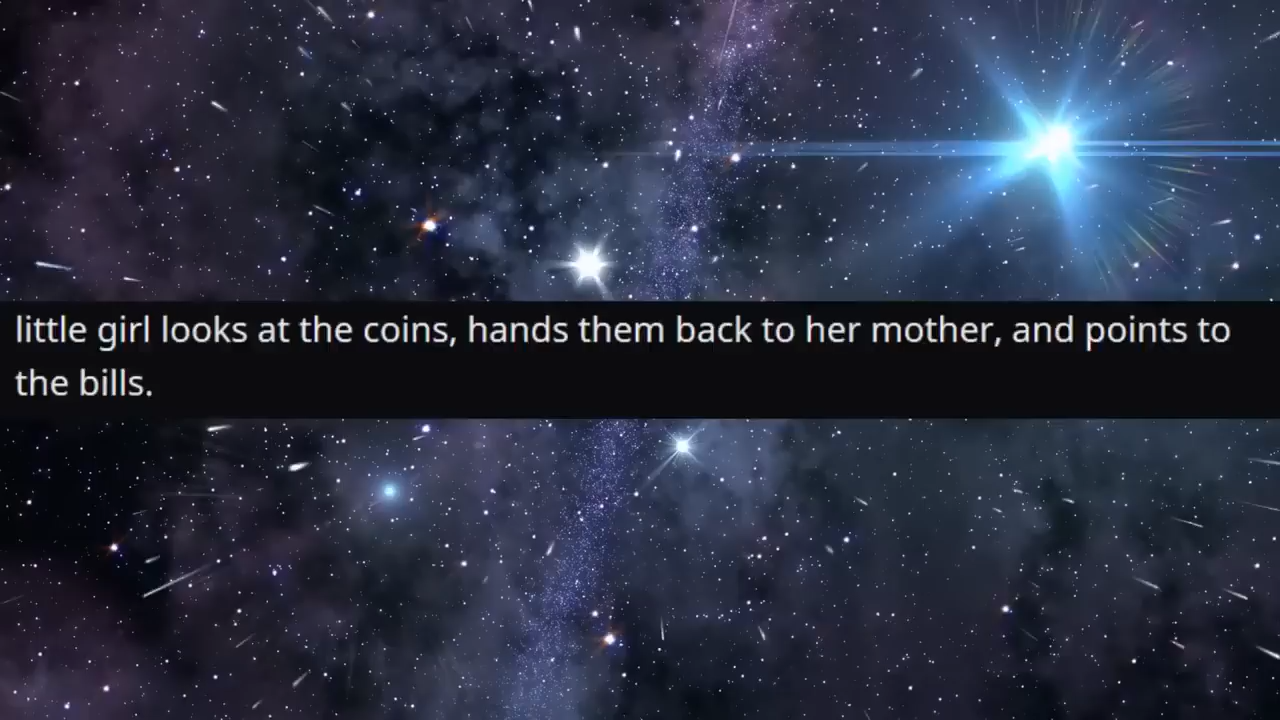 little girl looks at the coins, hands them back to her mother, and points to
the bills.